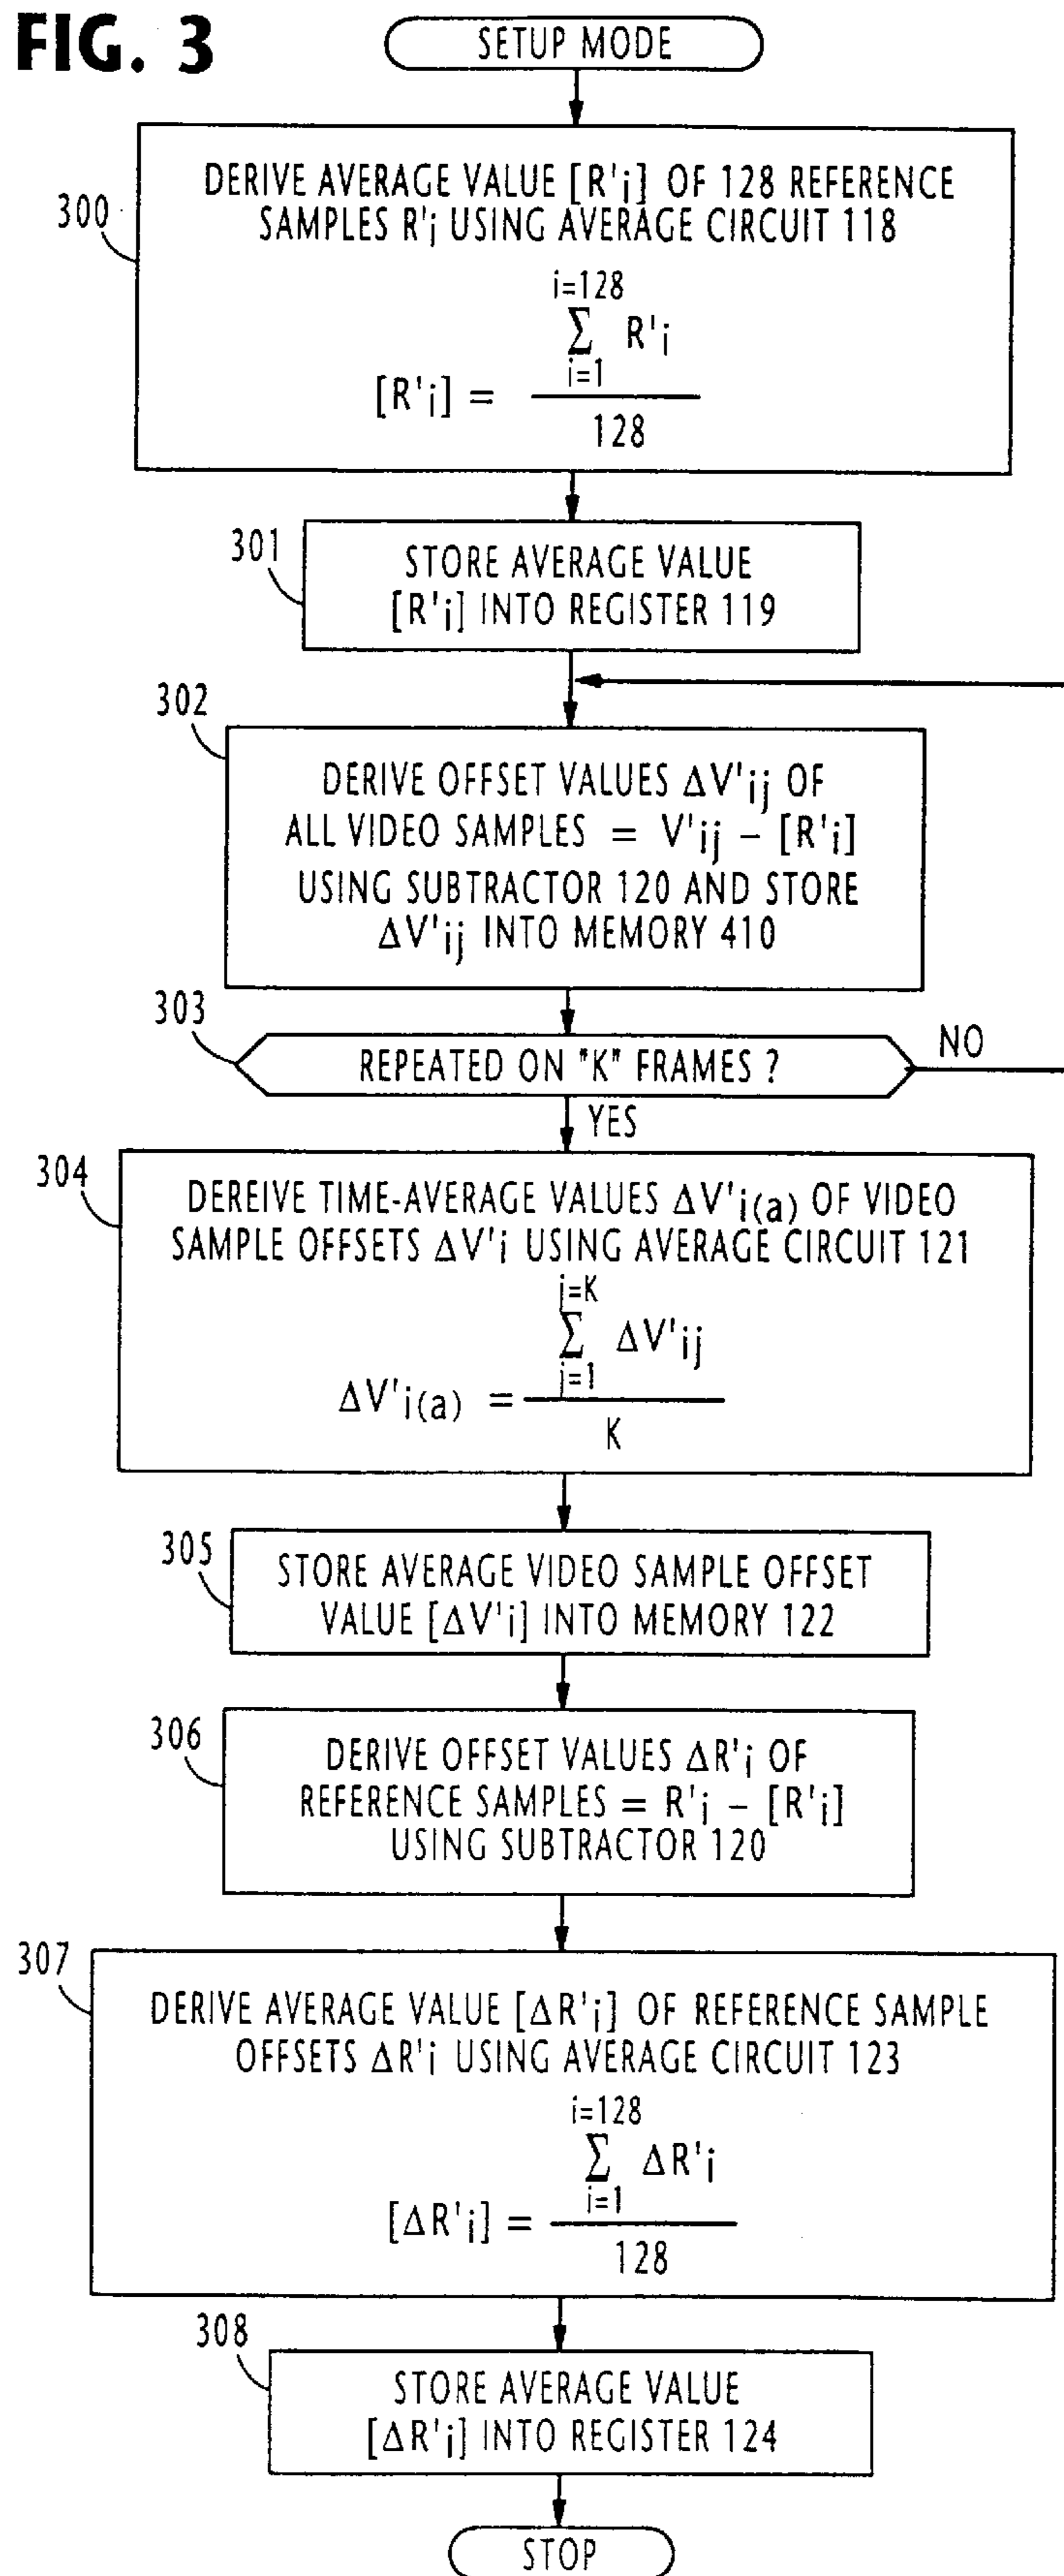 FIG. 3
SETUP MODE
300
DERIVE AVERAGE VALUE [R'i] OF 128 REFERENCE
SAMPLES R'i USING AVERAGE CIRCUIT 118
i=128
Σ R'i
i=1
[R'i] =
128
301
STORE AVERAGE VALUE
[R'i] INTO REGISTER 119
302
DERIVE OFFSET VALUES ΔV'ij OF
ALL VIDEO SAMPLES = V'ij – [R'i]
USING SUBTRACTOR 120 AND STORE
ΔV'ij INTO MEMORY 410
303
REPEATED ON "K" FRAMES ?
NO
YES
304
DEREIVE TIME-AVERAGE VALUES ΔV'i(a) OF VIDEO
SAMPLE OFFSETS ΔV'i USING AVERAGE CIRCUIT 121
j=K
Σ ΔV'ij
j=1
ΔV'i(a) =
K
305
STORE AVERAGE VIDEO SAMPLE OFFSET
VALUE [ΔV'i] INTO MEMORY 122
306
DERIVE OFFSET VALUES ΔR'i OF
REFERENCE SAMPLES = R'i – [R'i]
USING SUBTRACTOR 120
307
DERIVE AVERAGE VALUE [ΔR'i] OF REFERENCE SAMPLE
OFFSETS ΔR'i USING AVERAGE CIRCUIT 123
i=128
Σ ΔR'i
i=1
[ΔR'i] =
128
308
STORE AVERAGE VALUE
[ΔR'i] INTO REGISTER 124
STOP